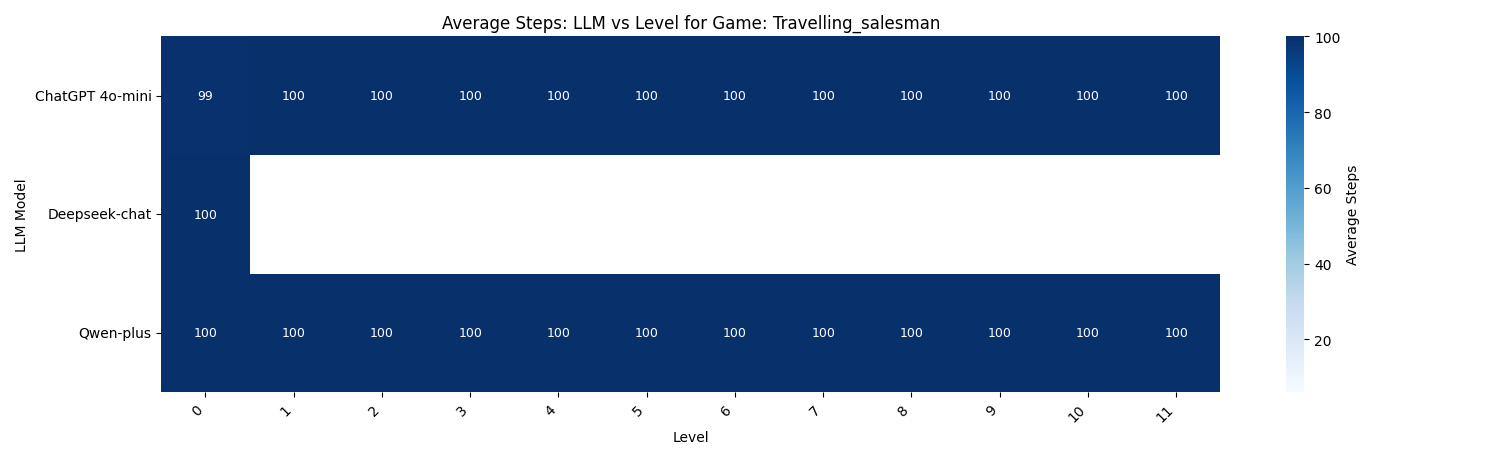 Average Steps: LLM vs Level for Game: Travelling_salesman
LLM Model
ChatGPT 4o-mini
99 100 100 100 100 100 100 100 100 100 100 100
Deepseek-chat
100
Qwen-plus
100 100 100 100 100 100 100 100 100 100 100 100
0 1 2 3 4 5 6 7 8 9 10 11
Level
100
80
60
40
20
Average Steps